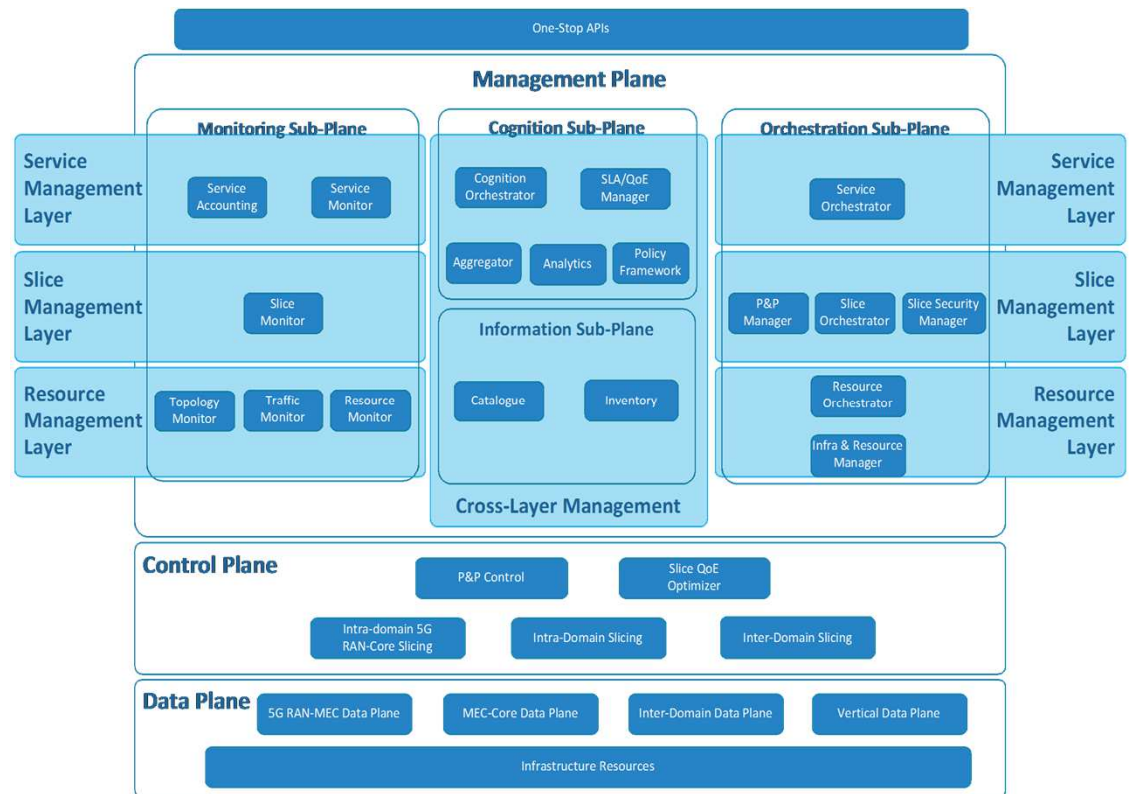 One-Stop APIs
Management Plane
Monitoring Sub-Plane
Cognition Sub-Plane
Orchestration Sub-Plane
Service
Management
Layer
Service
Accounting
Service
Monitor
Cognition
Orchestrator
SLA/QoE
Manager
Service
Orchestrator
Service
Management
Layer
Aggregator
Analytics
Policy
Framework
Slice
Management
Layer
Slice
Monitor
P&P
Manager
Slice
Orchestrator
Slice Security
Manager
Slice
Management
Layer
Information Sub-Plane
Resource
Management
Layer
Topology
Monitor
Traffic
Monitor
Resource
Monitor
Catalogue
Inventory
Resource
Orchestrator
Infra & Resource
Manager
Resource
Management
Layer
Cross-Layer Management
Control Plane
P&P Control
Slice QoE
Optimizer
Intra-domain 5G
RAN-Core Slicing
Intra-Domain Slicing
Inter-Domain Slicing
Data Plane
5G RAN-MEC Data Plane
MEC-Core Data Plane
Inter-Domain Data Plane
Vertical Data Plane
Infrastructure Resources